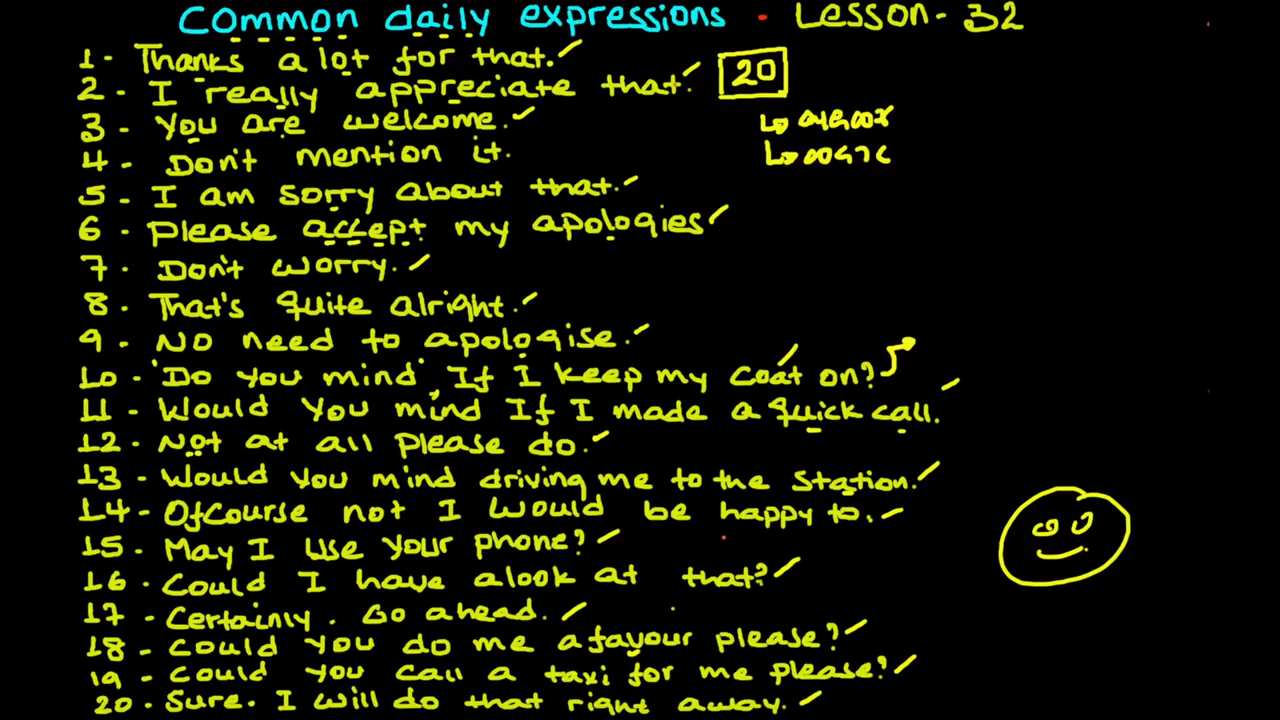 Common daily expressions - Lesson-32
1- Thanks a lot for that.
2- I really appreciate that.
20
3- You are welcome.
4- Don't mention it.
5- I am sorry about that.
6- Please accept my apologies
7- Don't worry.
8- That's quite alright.
9- No need to apologise.
10- 'Do you mind', If I keep my coat on?
11- Would You mind If I made a quick call.
12- Not at all please do.
13- Would you mind driving me to the station.
14- Ofcourse not I would be happy to.
15- May I use your phone?
16- Could I have alook at that?
17- Certainly. Go ahead.
18- Could you do me afavour please?
19- Could you call a taxi for me please?
20- Sure. I will do that right away.